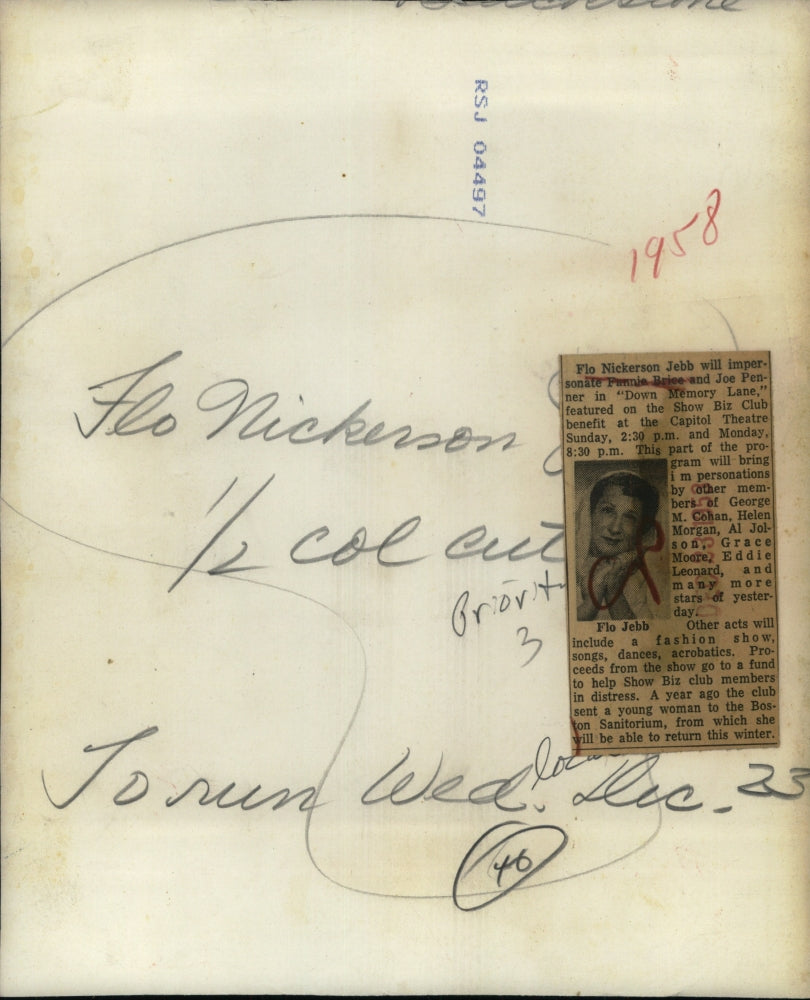 RSJ 04497
1958
Flo Nickerson
1/2 col cut
Priority
3
To run Wed. Dec. 23
local
46
Flo Nickerson Jebb will imper-
sonate Fannie Brice and Joe Pen-
ner in "Down Memory Lane,"
featured on the Show Biz Club
benefit at the Capitol Theatre
Sunday, 2:30 p.m. and Monday,
8:30 p.m. This part of the pro-
gram will bring
im personations
by other mem-
bers of George
M. Cohan, Helen
Morgan, Al Jol-
son, Grace
Moore, Eddie
Leonard, and
many more
stars of yester-
day.
Flo Jebb
Other acts will
include a fashion show,
songs, dances, acrobatics. Pro-
ceeds from the show go to a fund
to help Show Biz club members
in distress. A year ago the club
sent a young woman to the Bos-
ton Sanitorium, from which she
will be able to return this winter.